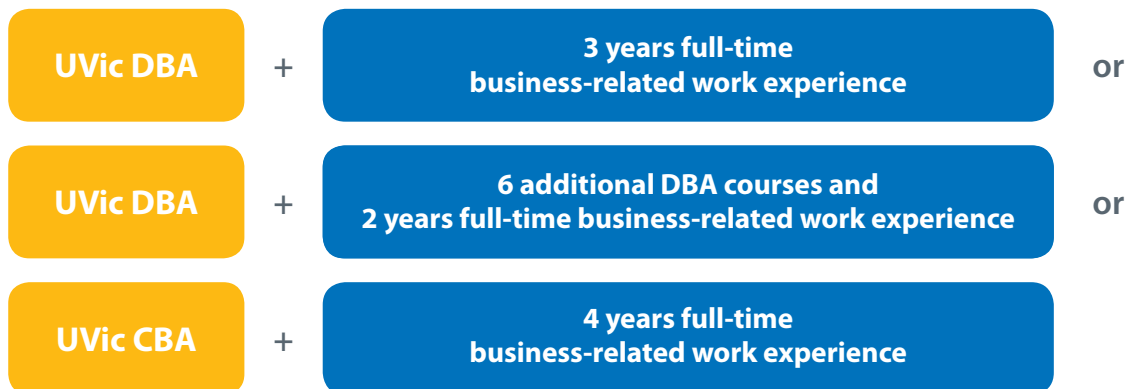 UVic DBA + 3 years full-time or
business-related work experience
UVic DBA + 6 additional DBA courses and or
2 years full-time business-related work experience
UVic CBA + 4 years full-time
business-related work experience